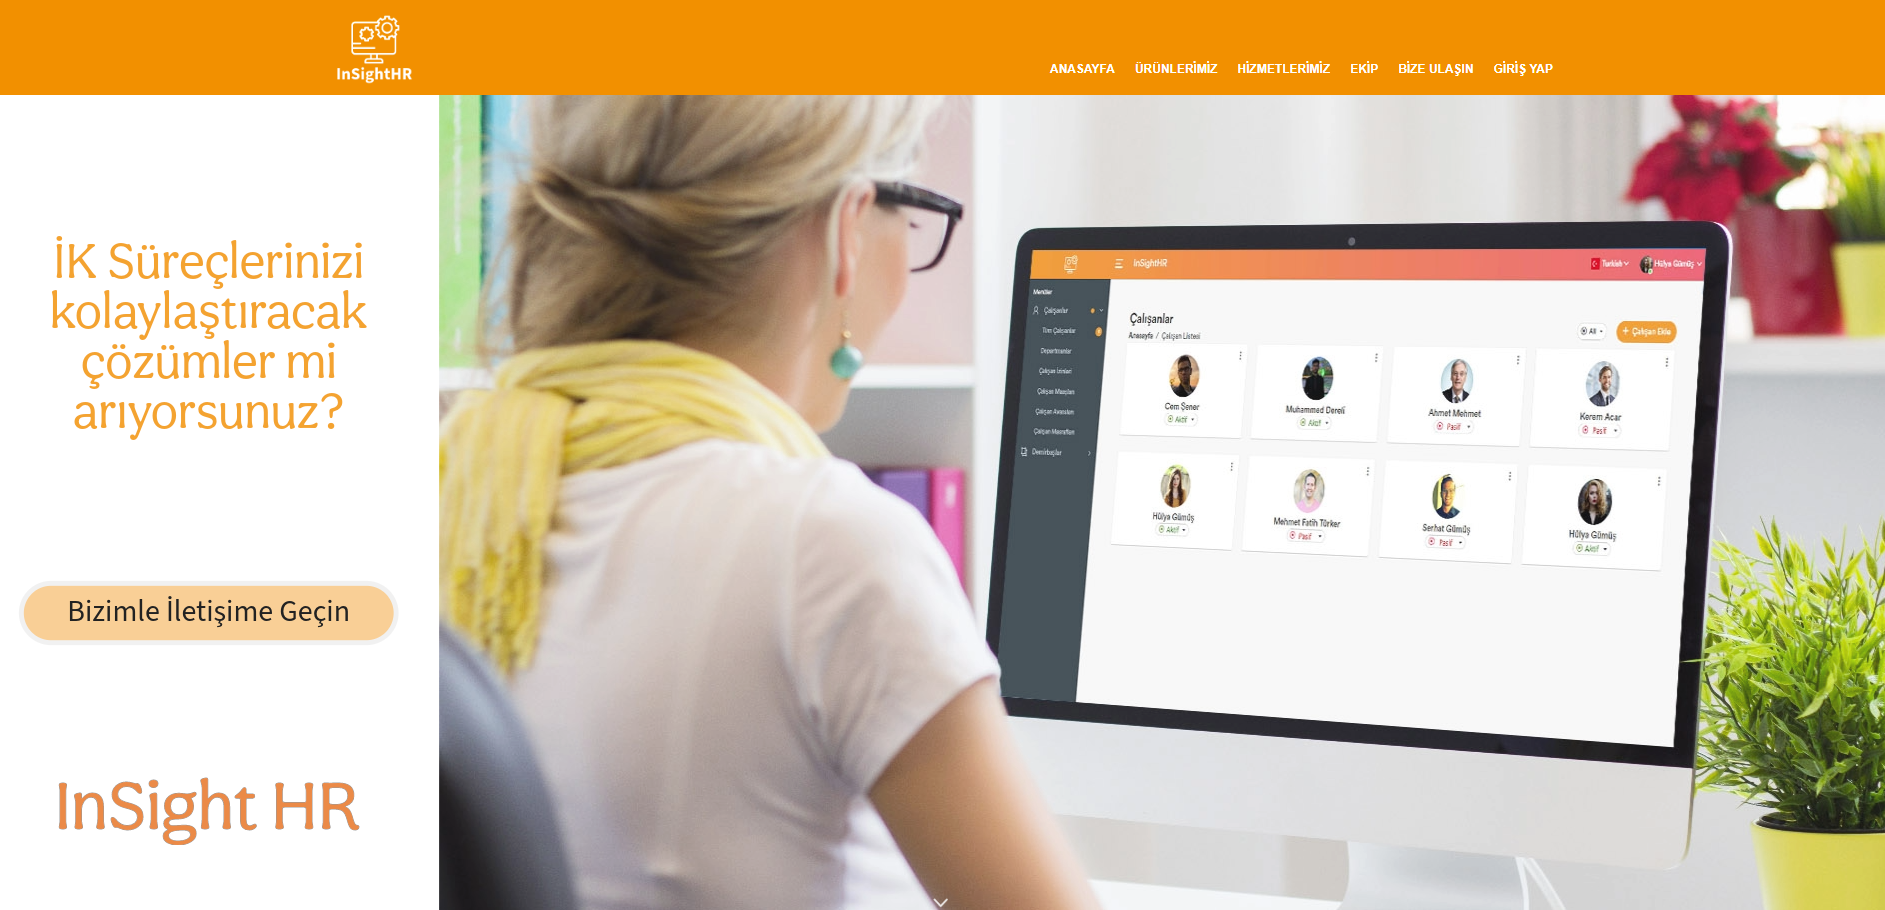 InSightHR
ANASAYFA ÜRÜNLERİMİZ HİZMETLERİMİZ EKİP BİZE ULAŞIN GİRİŞ YAP
İK Süreçlerinizi
kolaylaştıracak
çözümler mi
arıyorsunuz?
Bizimle İletişime Geçin
InSight HR
InSightHR
Turkish
Hülya Gümüş
Menüler
Çalışanlar
Tüm Çalışanlar
Departmanlar
Çalışan İzinleri
Çalışan Maaşları
Çalışan Avansları
Çalışan Masrafları
Demirbaşlar
Çalışanlar
Anasayfa / Çalışan Listesi
All
+ Çalışan Ekle
Cem Şener
Aktif
Muhammed Dereli
Aktif
Ahmet Mehmet
Pasif
Kerem Acar
Pasif
Hülya Gümüş
Aktif
Mehmet Fatih Türker
Pasif
Serhat Gümüş
Pasif
Hülya Gümüş
Aktif